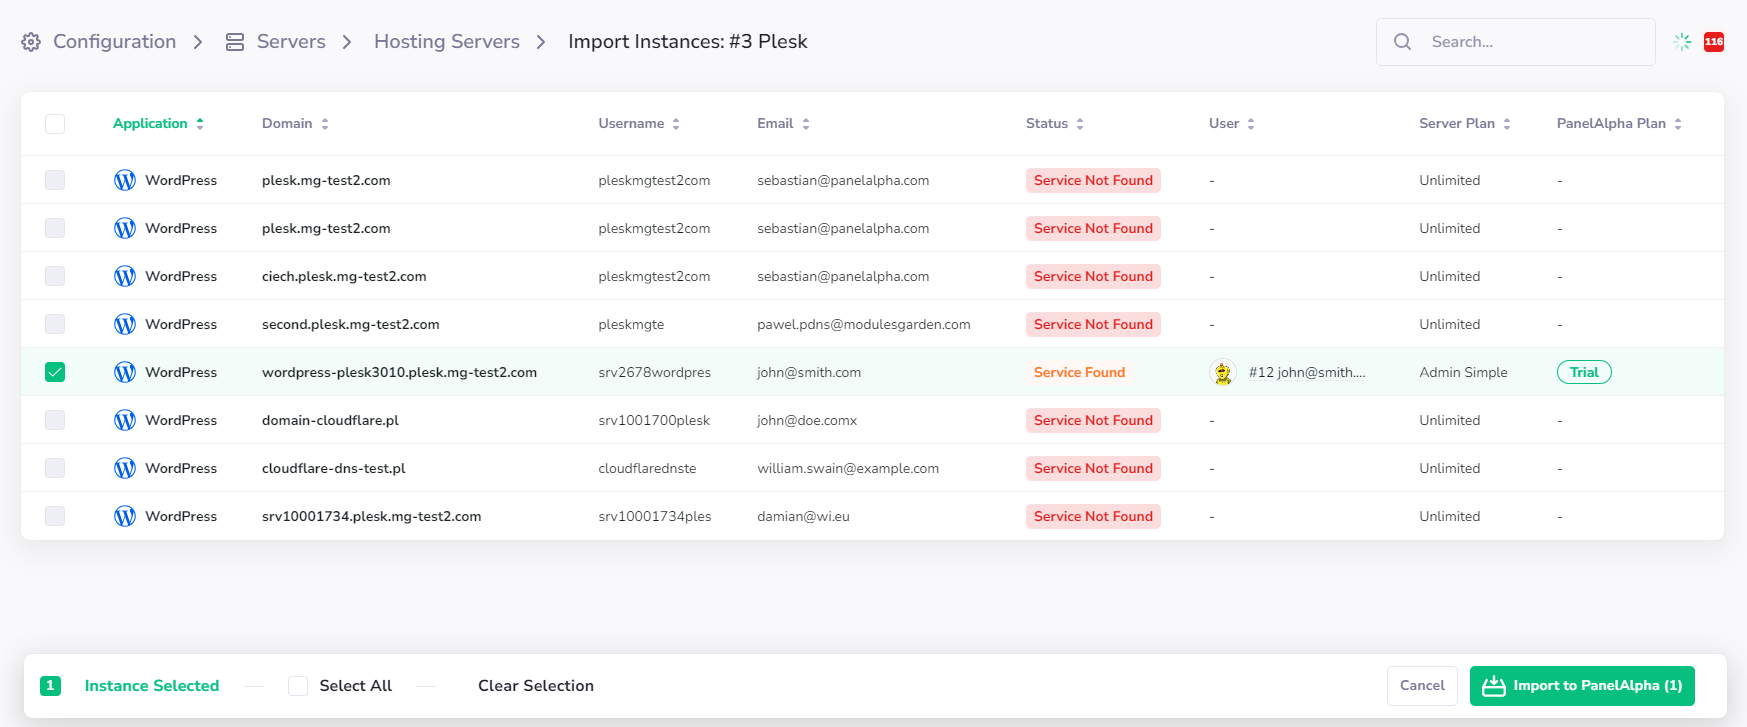 Configuration > Servers > Hosting Servers > Import Instances: #3 Plesk Search... 116
Application Domain Username Email Status User Server Plan PanelAlpha Plan
WordPress plesk.mg-test2.com pleskmgtest2com sebastian@panelalpha.com Service Not Found - Unlimited -
WordPress plesk.mg-test2.com pleskmgtest2com sebastian@panelalpha.com Service Not Found - Unlimited -
WordPress ciech.plesk.mg-test2.com pleskmgtest2com sebastian@panelalpha.com Service Not Found - Unlimited -
WordPress second.plesk.mg-test2.com pleskmgte pawel.pdns@modulesgarden.com Service Not Found - Unlimited -
WordPress wordpress-plesk3010.plesk.mg-test2.com srv2678wordpres john@smith.com Service Found #12 john@smith.... Admin Simple Trial
WordPress domain-cloudflare.pl srv1001700plesk john@doe.comx Service Not Found - Unlimited -
WordPress cloudflare-dns-test.pl cloudflarednste william.swain@example.com Service Not Found - Unlimited -
WordPress srv10001734.plesk.mg-test2.com srv10001734ples damian@wi.eu Service Not Found - Unlimited -
1 Instance Selected Select All Clear Selection Cancel Import to PanelAlpha (1)